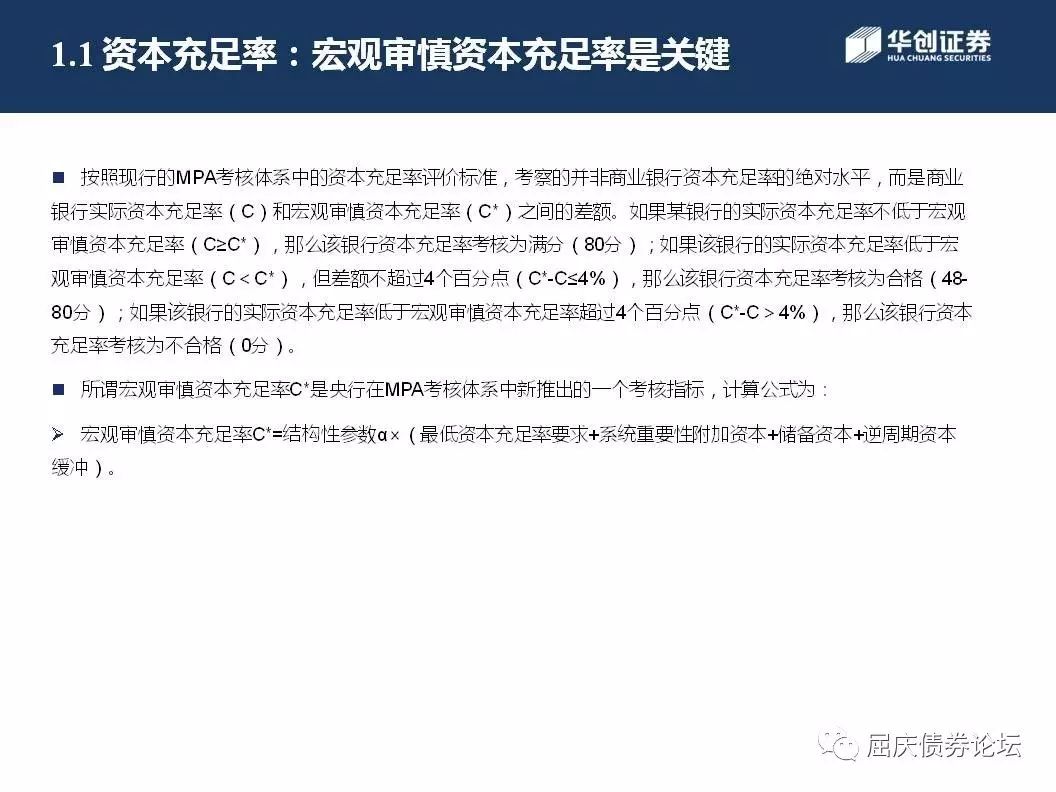 1.1 资本充足率：宏观审慎资本充足率是关键
华创证券
HUA CHUANG SECURITIES
■ 按照现行的MPA考核体系中的资本充足率评价标准，考察的并非商业银行资本充足率的绝对水平，而是商业
银行实际资本充足率（C）和宏观审慎资本充足率（C*）之间的差额。如果某银行的实际资本充足率不低于宏观
审慎资本充足率（C≥C*），那么该银行资本充足率考核为满分（80分）；如果该银行的实际资本充足率低于宏
观审慎资本充足率（C＜C*），但差额不超过4个百分点（C*-C≤4%），那么该银行资本充足率考核为合格（48-
80分）；如果该银行的实际资本充足率低于宏观审慎资本充足率超过4个百分点（C*-C＞4%），那么该银行资本
充足率考核为不合格（0分）。
■ 所谓宏观审慎资本充足率C*是央行在MPA考核体系中新推出的一个考核指标，计算公式为：
➢ 宏观审慎资本充足率C*=结构性参数α×（最低资本充足率要求+系统重要性附加资本+储备资本+逆周期资本
缓冲）。
屈庆债券论坛